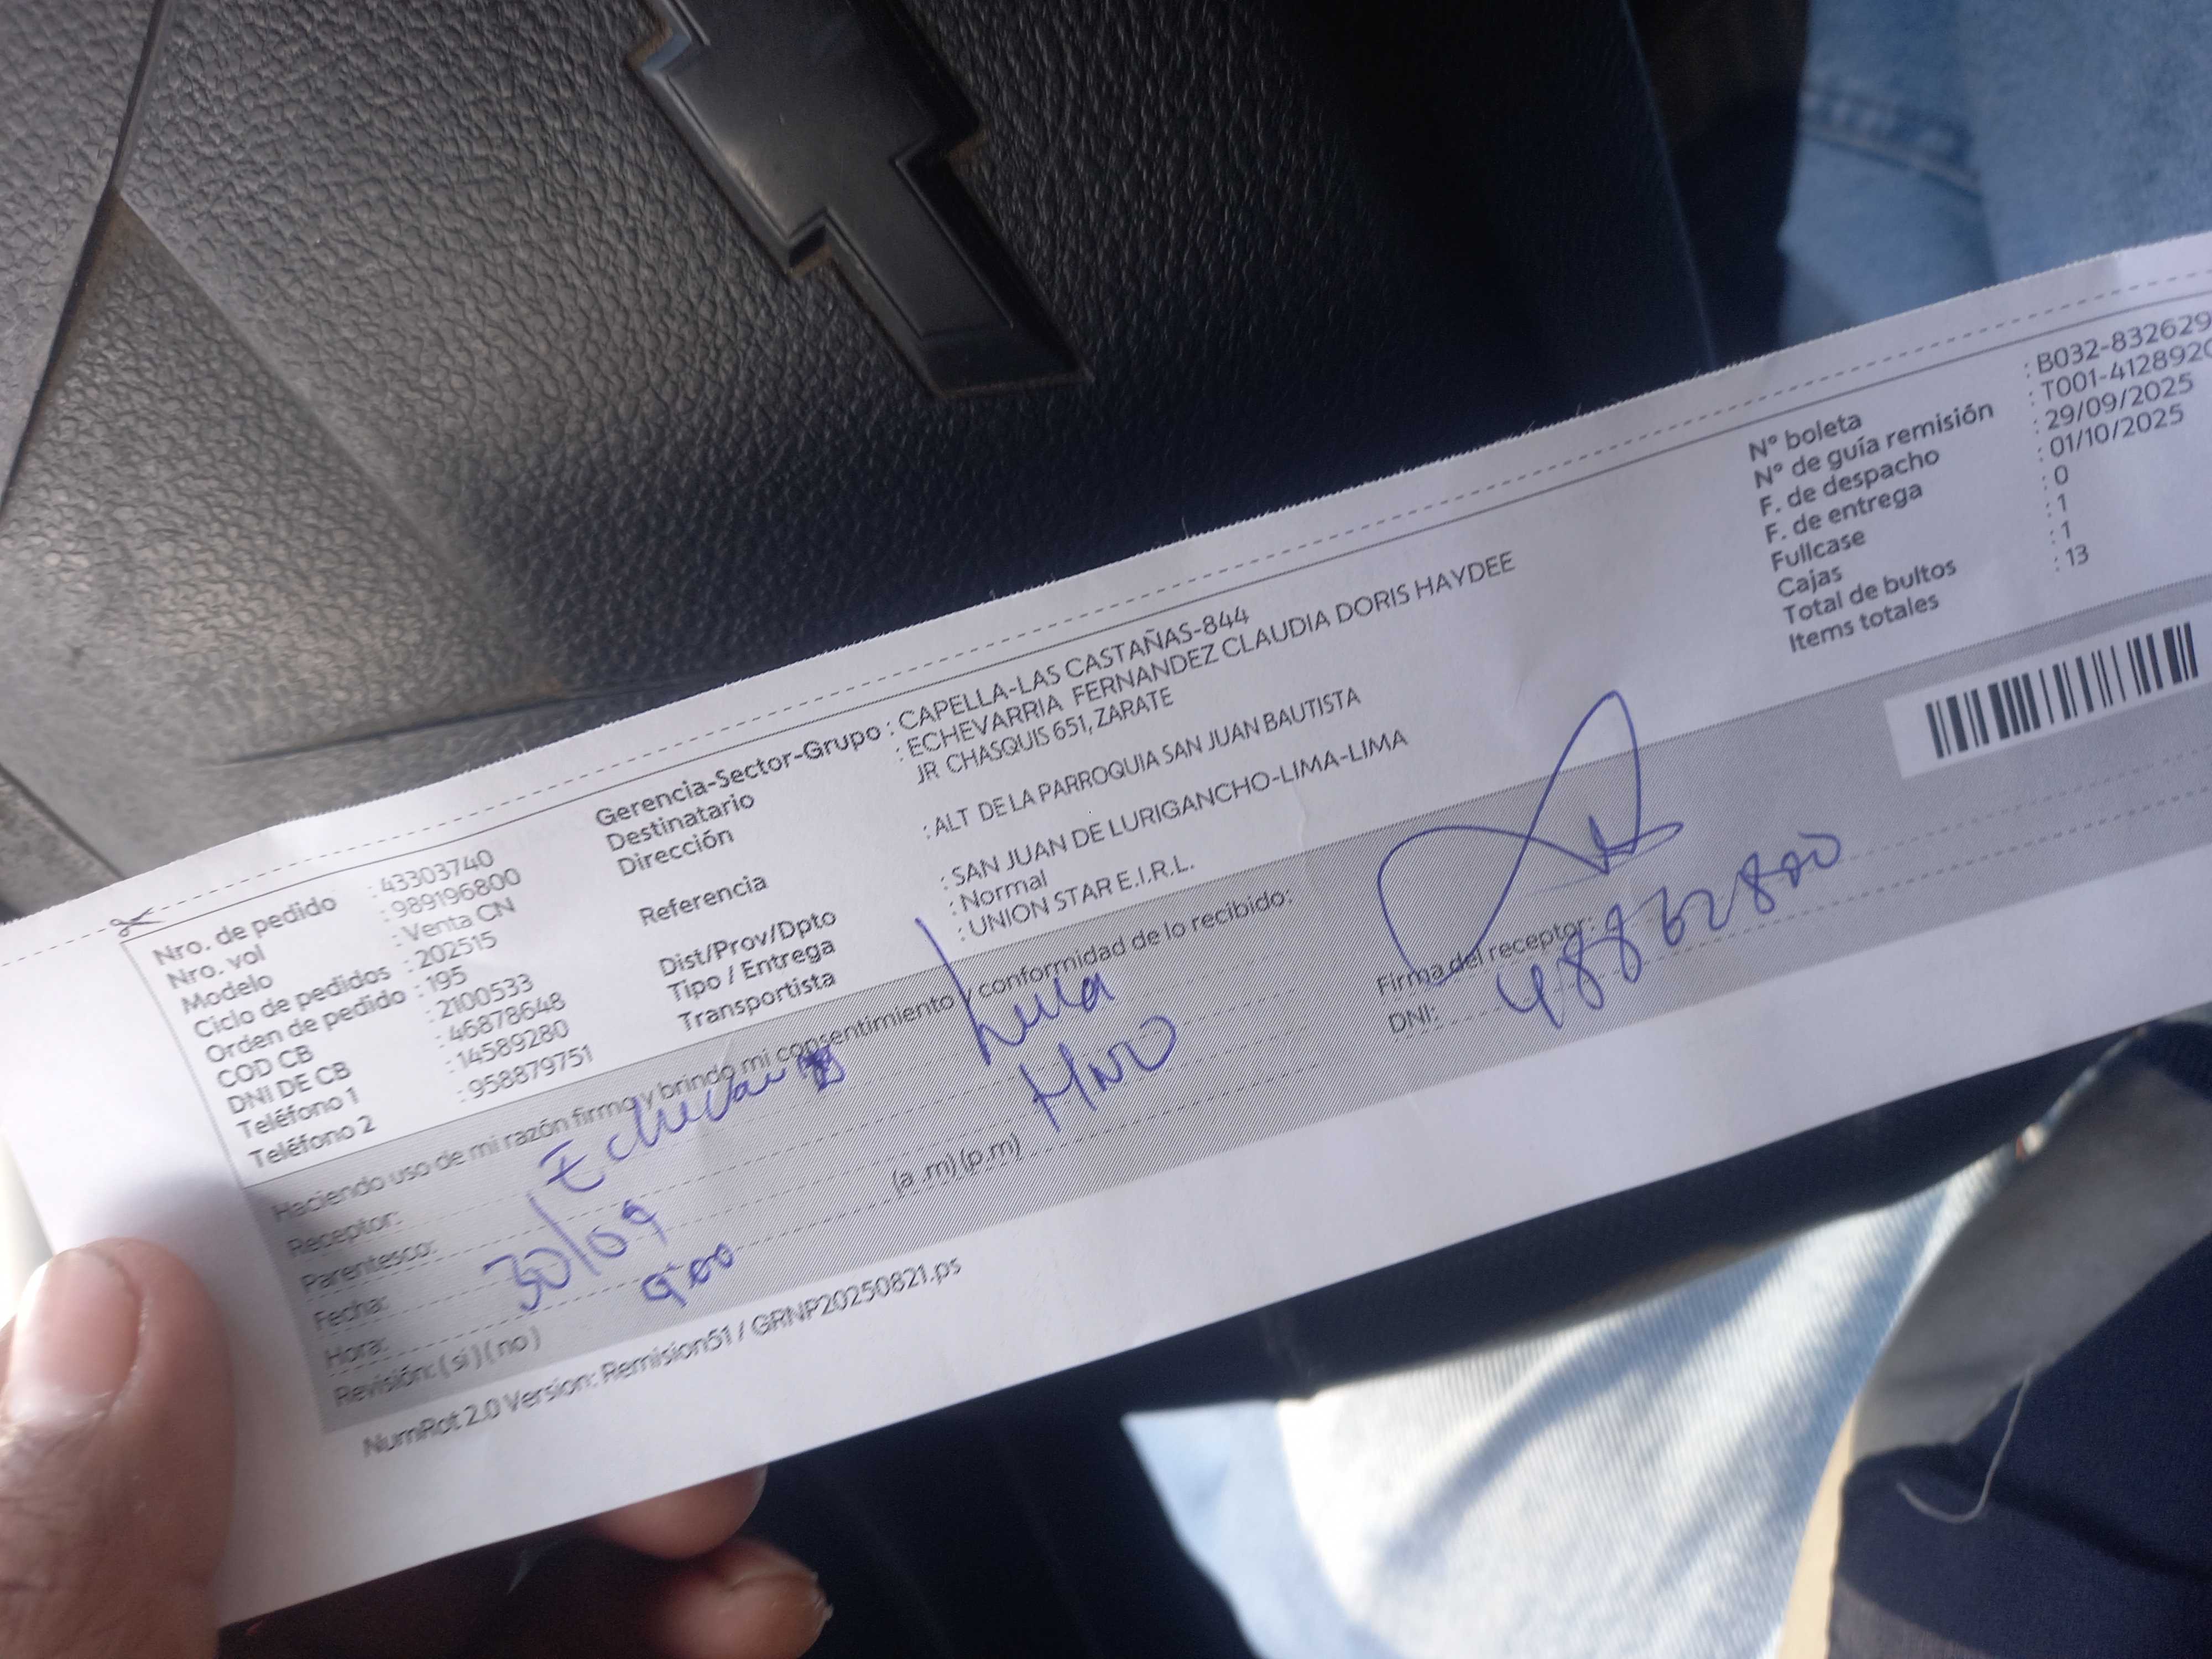 Nro. de pedido : 43303740
Nro. vol : 989196800
Modelo : Venta CN
Ciclo de pedidos : 202515
Orden de pedido : 195
COD CB : 2100533
DNI DE CB : 46878648
Teléfono 1 : 14589280
Teléfono 2 : 958879751
Gerencia-Sector-Grupo : CAPELLA-LAS CASTAÑAS-844
Destinatario : ECHEVARRIA FERNANDEZ CLAUDIA DORIS HAYDEE
Dirección JR CHASQUIS 651, ZARATE
Referencia : ALT DE LA PARROQUIA SAN JUAN BAUTISTA
Dist/Prov/Dpto : SAN JUAN DE LURIGANCHO-LIMA-LIMA
Tipo / Entrega : Normal
Transportista : UNION STAR E.I.R.L.
N° boleta : B032-832629
N° de guía remisión : T001-412892
F. de despacho : 29/09/2025
F. de entrega : 01/10/2025
Fullcase : 0
Cajas : 1
Total de bultos : 1
Items totales : 13
Haciendo uso de mi razón firmo y brindo mi consentimiento y conformidad de lo recibido:
Receptor:
Parentesco:
Fecha: 30/09
Hora: 9:00 (a .m) (p.m)
Revisión: ( si ) ( no )
Firma del receptor:
DNI:
NumRot 2.0 Version: Remision51 / GRNP20250821.ps